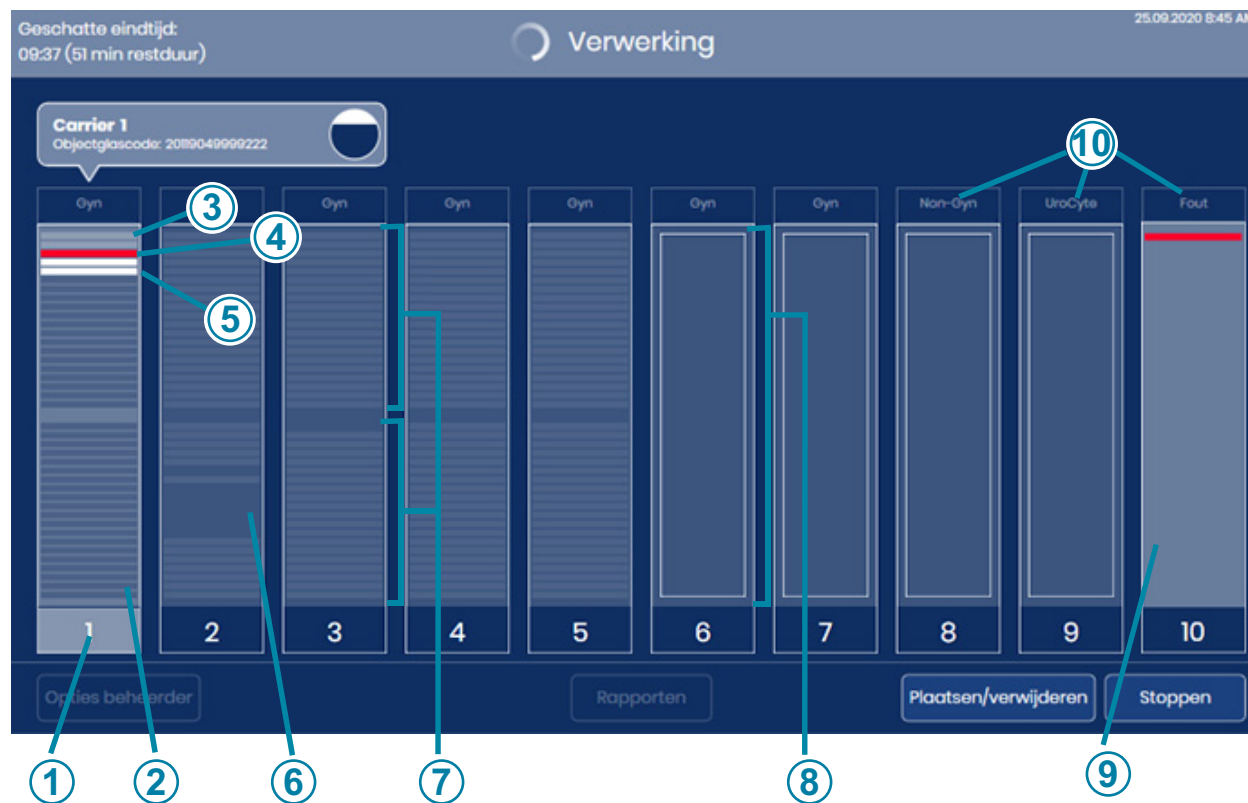 Geschatte eindtijd:
09:37 (51 min restduur)
Verwerking
25.09.2020 8:45 AM
Carrier 1
Objectglascode: 20119049999222
10
Gyn
Gyn
Gyn
Gyn
Gyn
Gyn
Non-Gyn
UroCyte
Fout
3
4
5
1
2
3
4
5
6
7
8
9
10
Opties beheerder
Rapporten
Plaatsen/verwijderen
Stoppen
1
2
6
7
8
9